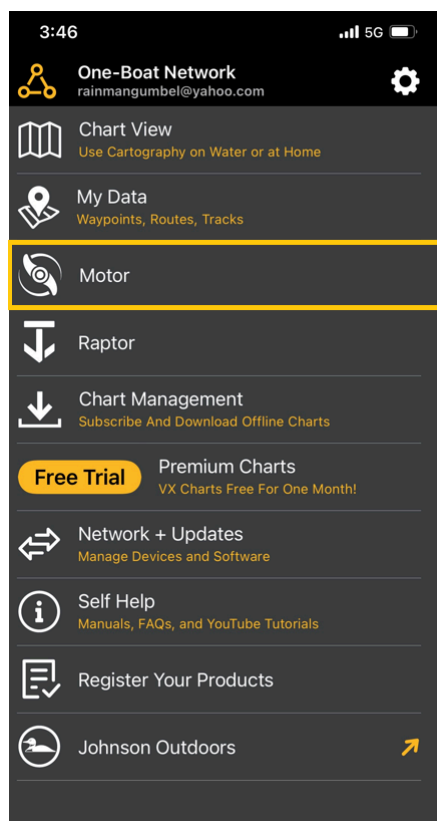 3:46
5G
One-Boat Network
rainmangumbel@yahoo.com
Chart View
Use Cartography on Water or at Home
My Data
Waypoints, Routes, Tracks
Motor
Raptor
Chart Management
Subscribe And Download Offline Charts
Free Trial
Premium Charts
VX Charts Free For One Month!
Network + Updates
Manage Devices and Software
Self Help
Manuals, FAQs, and YouTube Tutorials
Register Your Products
Johnson Outdoors